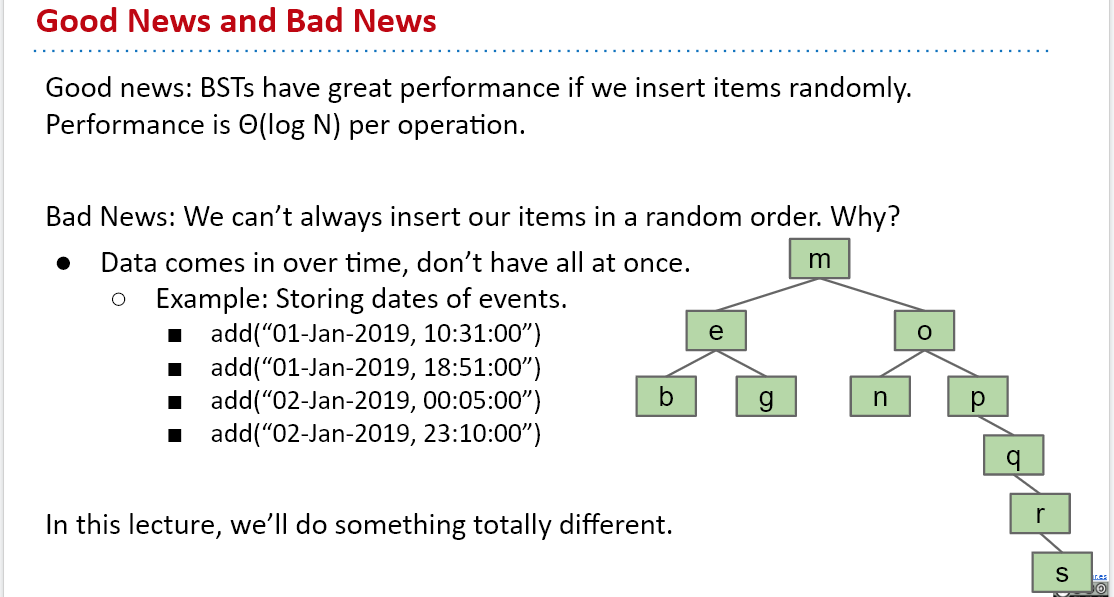 Good News and Bad News
Good news: BSTs have great performance if we insert items randomly.
Performance is Θ(log N) per operation.
Bad News: We can’t always insert our items in a random order. Why?
● Data comes in over time, don’t have all at once.
○ Example: Storing dates of events.
■ add(“01-Jan-2019, 10:31:00”)
■ add(“01-Jan-2019, 18:51:00”)
■ add(“02-Jan-2019, 00:05:00”)
■ add(“02-Jan-2019, 23:10:00”)
In this lecture, we’ll do something totally different.
m
e o
b g n p
q
r
s